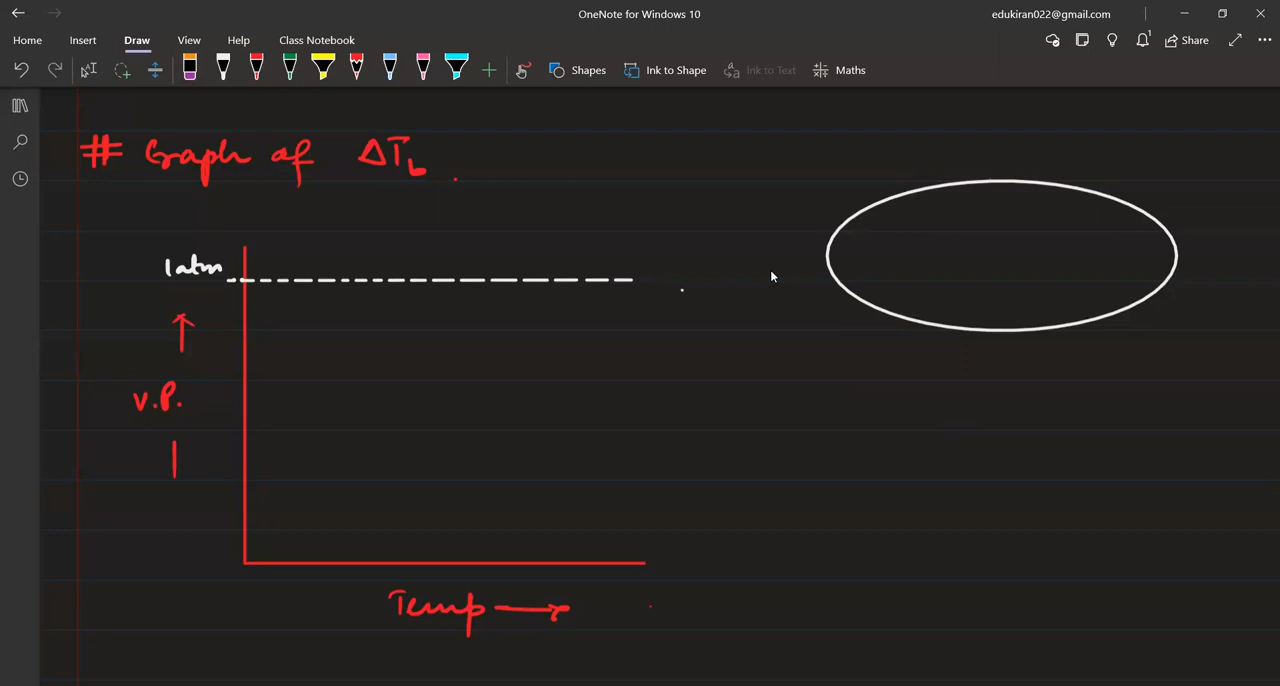 OneNote for Windows 10
edukiran022@gmail.com
Home Insert Draw View Help Class Notebook
Share
Shapes Ink to Shape Ink to Text Maths
# Graph of ΔTb
1atm
V.P.
Temp